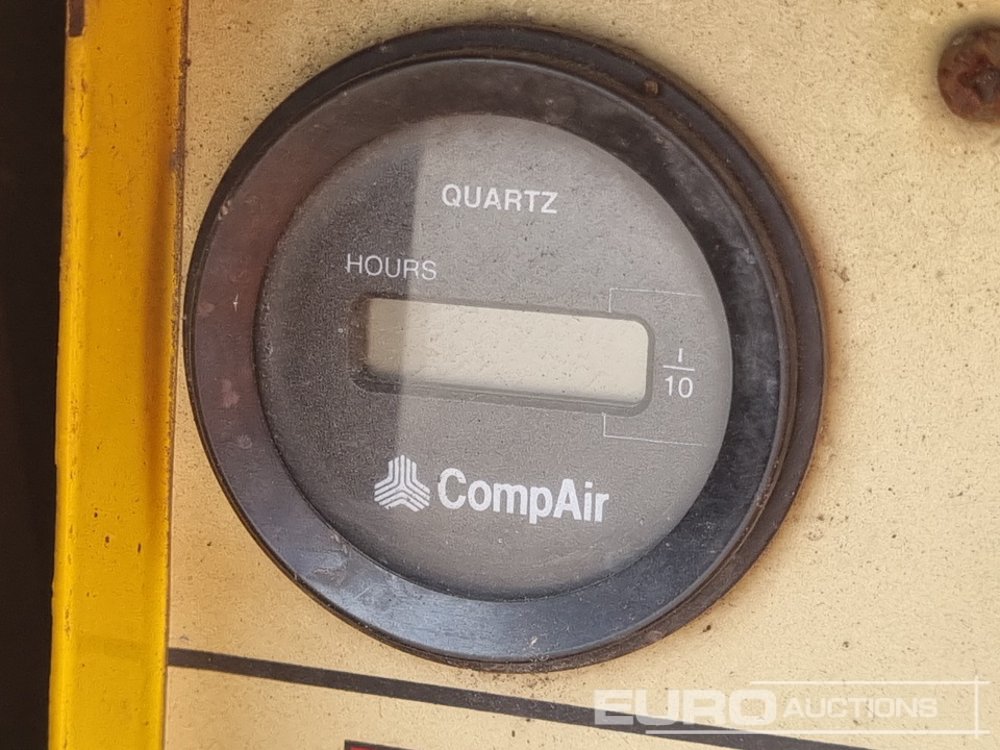 QUARTZ
HOURS
1
10
CompAir
EURO AUCTIONS